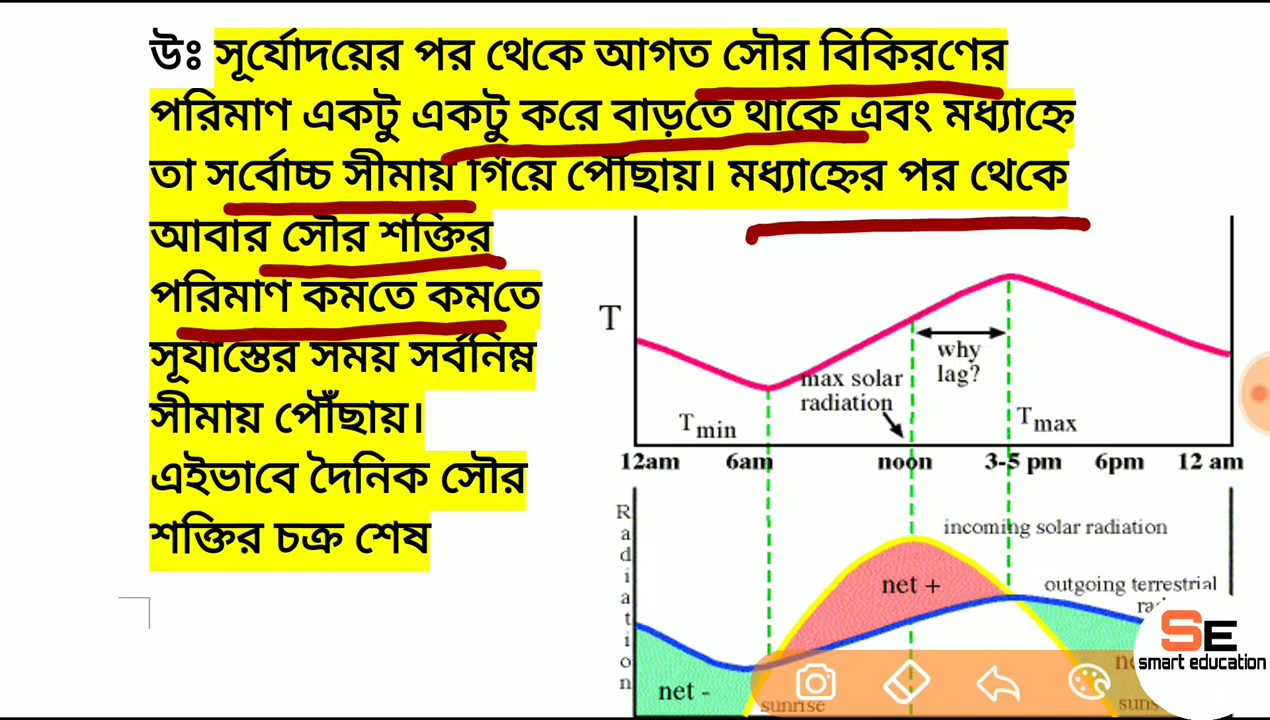 উঃ সূর্যোদয়ের পর থেকে আগত সৌর বিকিরণের
পরিমাণ একটু একটু করে বাড়তে থাকে এবং মধ্যাহ্নে
তা সর্বোচ্চ সীমায় গিয়ে পৌঁছায়। মধ্যাহ্নের পর থেকে
আবার সৌর শক্তির
পরিমাণ কমতে কমতে
সূর্যাস্তের সময় সর্বনিম্ন
সীমায় পৌঁছায়।
এইভাবে দৈনিক সৌর
শক্তির চক্র শেষ
T
why
lag?
max solar
radiation
Tmin
Tmax
12am 6am noon 3-5 pm 6pm 12 am
Radiation
incoming solar radiation
net +
outgoing terrestrial
net -
sunrise
SE
smart education